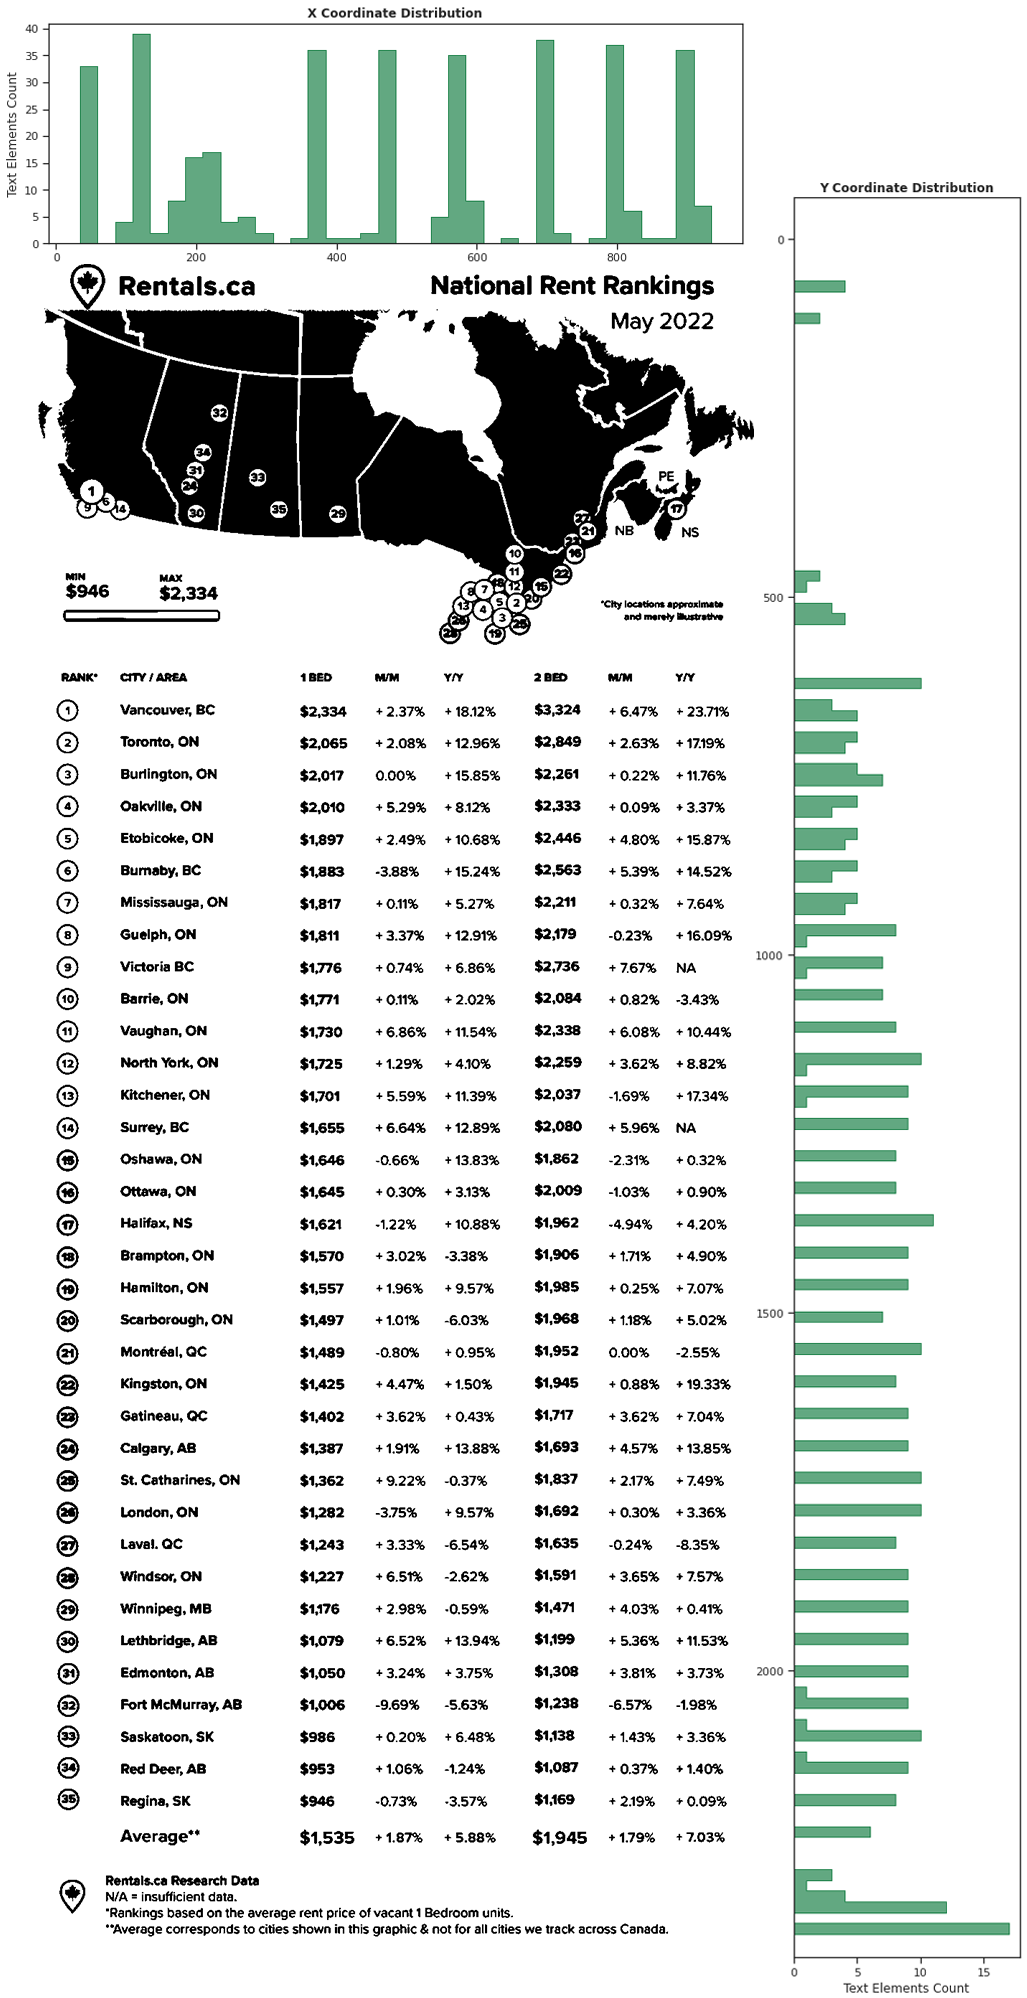 X Coordinate Distribution
Text Elements Count
40
35
30
25
20
15
10
5
0
0 200 400 600 800
Y Coordinate Distribution
0
500
1000
1500
2000
0 5 10 15
Text Elements Count
Rentals.ca
National Rent Rankings
May 2022
32
34
31
24
33
1
6
9
14
30
35
29
PE
17
NB
NS
21
10
16
11
22
18
12
15
8
7
5
2
20
13
4
3
25
19
MIN MAX
$946 $2,334
*City locations approximate
and merely illustrative
RANK* CITY / AREA 1 BED M/M Y/Y 2 BED M/M Y/Y
1 Vancouver, BC $2,334 + 2.37% + 18.12% $3,324 + 6.47% + 23.71%
2 Toronto, ON $2,065 + 2.08% + 12.96% $2,849 + 2.63% + 17.19%
3 Burlington, ON $2,017 0.00% + 15.85% $2,261 + 0.22% + 11.76%
4 Oakville, ON $2,010 + 5.29% + 8.12% $2,333 + 0.09% + 3.37%
5 Etobicoke, ON $1,897 + 2.49% + 10.68% $2,446 + 4.80% + 15.87%
6 Burnaby, BC $1,883 -3.88% + 15.24% $2,563 + 5.39% + 14.52%
7 Mississauga, ON $1,817 + 0.11% + 5.27% $2,211 + 0.32% + 7.64%
8 Guelph, ON $1,811 + 3.37% + 12.91% $2,179 -0.23% + 16.09%
9 Victoria BC $1,776 + 0.74% + 6.86% $2,736 + 7.67% NA
10 Barrie, ON $1,771 + 0.11% + 2.02% $2,084 + 0.82% -3.43%
11 Vaughan, ON $1,730 + 6.86% + 11.54% $2,338 + 6.08% + 10.44%
12 North York, ON $1,725 + 1.29% + 4.10% $2,259 + 3.62% + 8.82%
13 Kitchener, ON $1,701 + 5.59% + 11.39% $2,037 -1.69% + 17.34%
14 Surrey, BC $1,655 + 6.64% + 12.89% $2,080 + 5.96% NA
15 Oshawa, ON $1,646 -0.66% + 13.83% $1,862 -2.31% + 0.32%
16 Ottawa, ON $1,645 + 0.30% + 3.13% $2,009 -1.03% + 0.90%
17 Halifax, NS $1,621 -1.22% + 10.88% $1,962 -4.94% + 4.20%
18 Brampton, ON $1,570 + 3.02% -3.38% $1,906 + 1.71% + 4.90%
19 Hamilton, ON $1,557 + 1.96% + 9.57% $1,985 + 0.25% + 7.07%
20 Scarborough, ON $1,497 + 1.01% -6.03% $1,968 + 1.18% + 5.02%
21 Montréal, QC $1,489 -0.80% + 0.95% $1,952 0.00% -2.55%
22 Kingston, ON $1,425 + 4.47% + 1.50% $1,945 + 0.88% + 19.33%
23 Gatineau, QC $1,402 + 3.62% + 0.43% $1,717 + 3.62% + 7.04%
24 Calgary, AB $1,387 + 1.91% + 13.88% $1,693 + 4.57% + 13.85%
25 St. Catharines, ON $1,362 + 9.22% -0.37% $1,837 + 2.17% + 7.49%
26 London, ON $1,282 -3.75% + 9.57% $1,692 + 0.30% + 3.36%
27 Laval. QC $1,243 + 3.33% -6.54% $1,635 -0.24% -8.35%
28 Windsor, ON $1,227 + 6.51% -2.62% $1,591 + 3.65% + 7.57%
29 Winnipeg, MB $1,176 + 2.98% -0.59% $1,471 + 4.03% + 0.41%
30 Lethbridge, AB $1,079 + 6.52% + 13.94% $1,199 + 5.36% + 11.53%
31 Edmonton, AB $1,050 + 3.24% + 3.75% $1,308 + 3.81% + 3.73%
32 Fort McMurray, AB $1,006 -9.69% -5.63% $1,238 -6.57% -1.98%
33 Saskatoon, SK $986 + 0.20% + 6.48% $1,138 + 1.43% + 3.36%
34 Red Deer, AB $953 + 1.06% -1.24% $1,087 + 0.37% + 1.40%
35 Regina, SK $946 -0.73% -3.57% $1,169 + 2.19% + 0.09%
Average** $1,535 + 1.87% + 5.88% $1,945 + 1.79% + 7.03%
Rentals.ca Research Data
N/A = insufficient data.
*Rankings based on the average rent price of vacant 1 Bedroom units.
**Average corresponds to cities shown in this graphic & not for all cities we track across Canada.